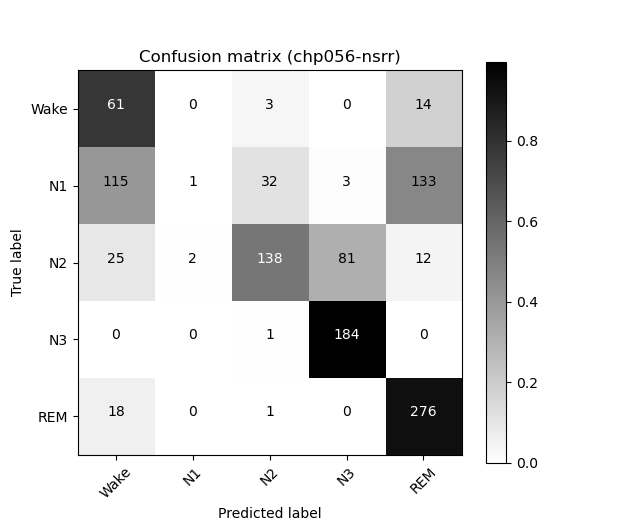 Confusion matrix (chp056-nsrr)
True label
Wake 61 0 3 0 14
N1 115 1 32 3 133
N2 25 2 138 81 12
N3 0 0 1 184 0
REM 18 0 1 0 276
Wake N1 N2 N3 REM
Predicted label
0.8
0.6
0.4
0.2
0.0